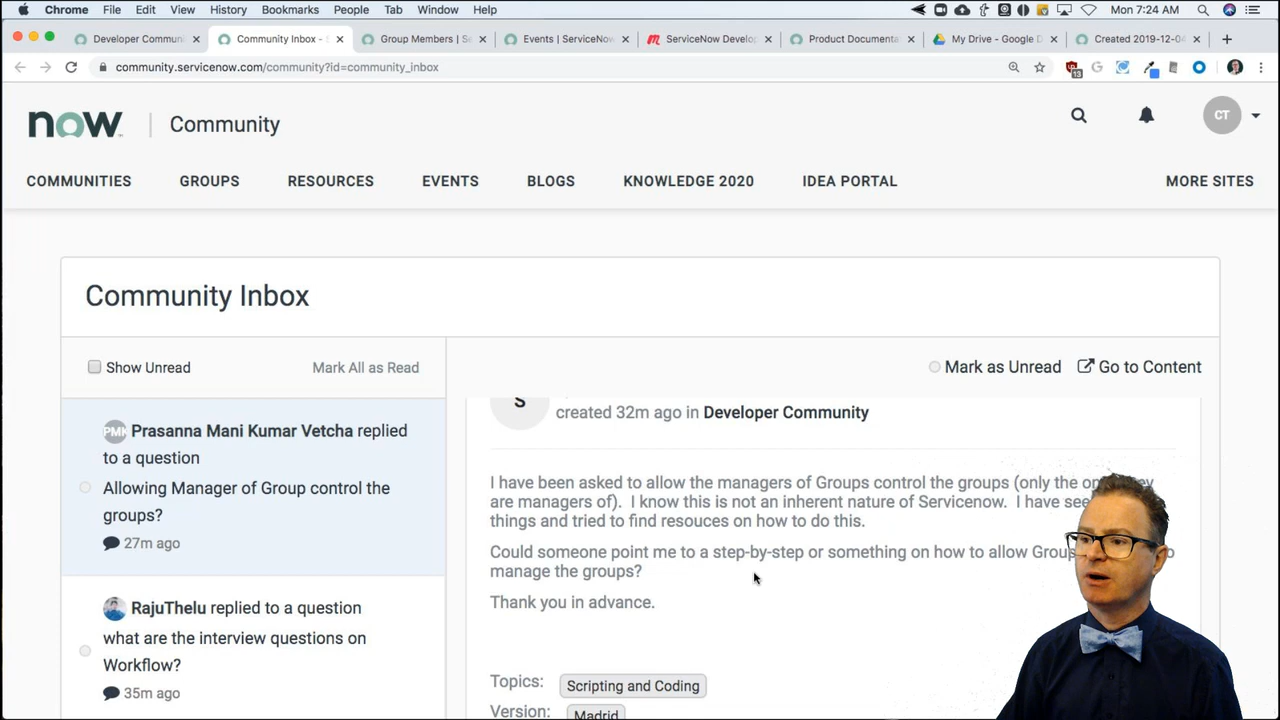 Chrome File Edit View History Bookmarks People Tab Window Help Mon 7:24 AM
Developer Commun
Community Inbox -
Group Members | Se
Events | ServiceNow
ServiceNow Develop
Product Documenta
My Drive - Google D
Created 2019-12-04
community.servicenow.com/community?id=community_inbox
13
now
Community
CT
COMMUNITIES GROUPS RESOURCES EVENTS BLOGS KNOWLEDGE 2020 IDEA PORTAL MORE SITES
Community Inbox
Show Unread Mark All as Read
Mark as Unread Go to Content
PMK Prasanna Mani Kumar Vetcha replied
to a question
Allowing Manager of Group control the
groups?
27m ago
RajuThelu replied to a question
what are the interview questions on
Workflow?
35m ago
S
created 32m ago in Developer Community
I have been asked to allow the managers of Groups control the groups (only the
are managers of). I know this is not an inherent nature of Servicenow. I have
things and tried to find resouces on how to do this.
Could someone point me to a step-by-step or something on how to allow
manage the groups?
Thank you in advance.
Topics: Scripting and Coding
Version: Madrid